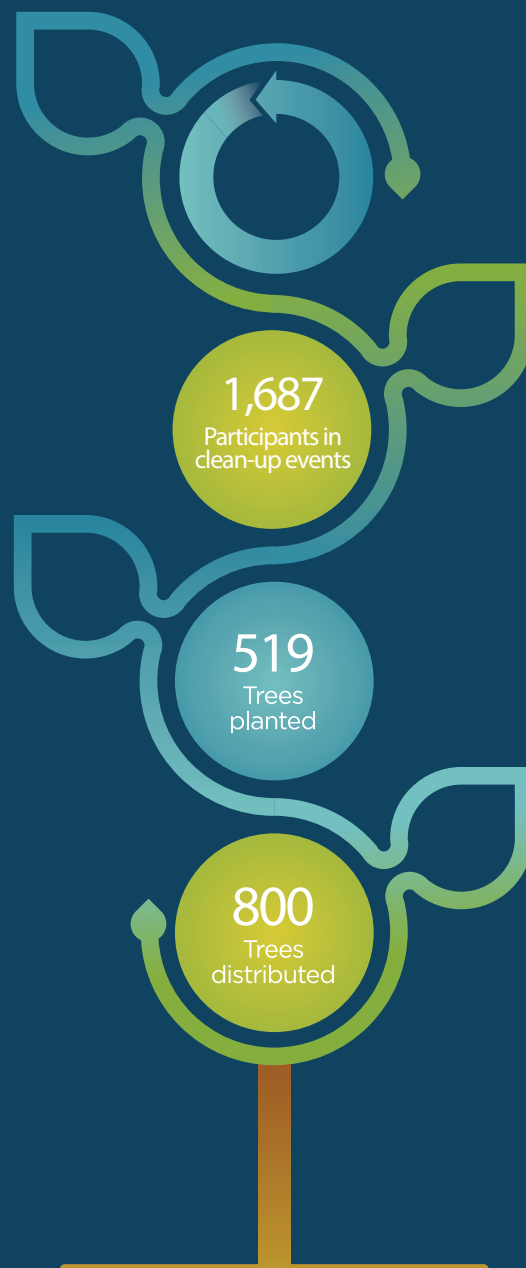 1,687
Participants in
clean-up events
519
Trees
planted
800
Trees
distributed